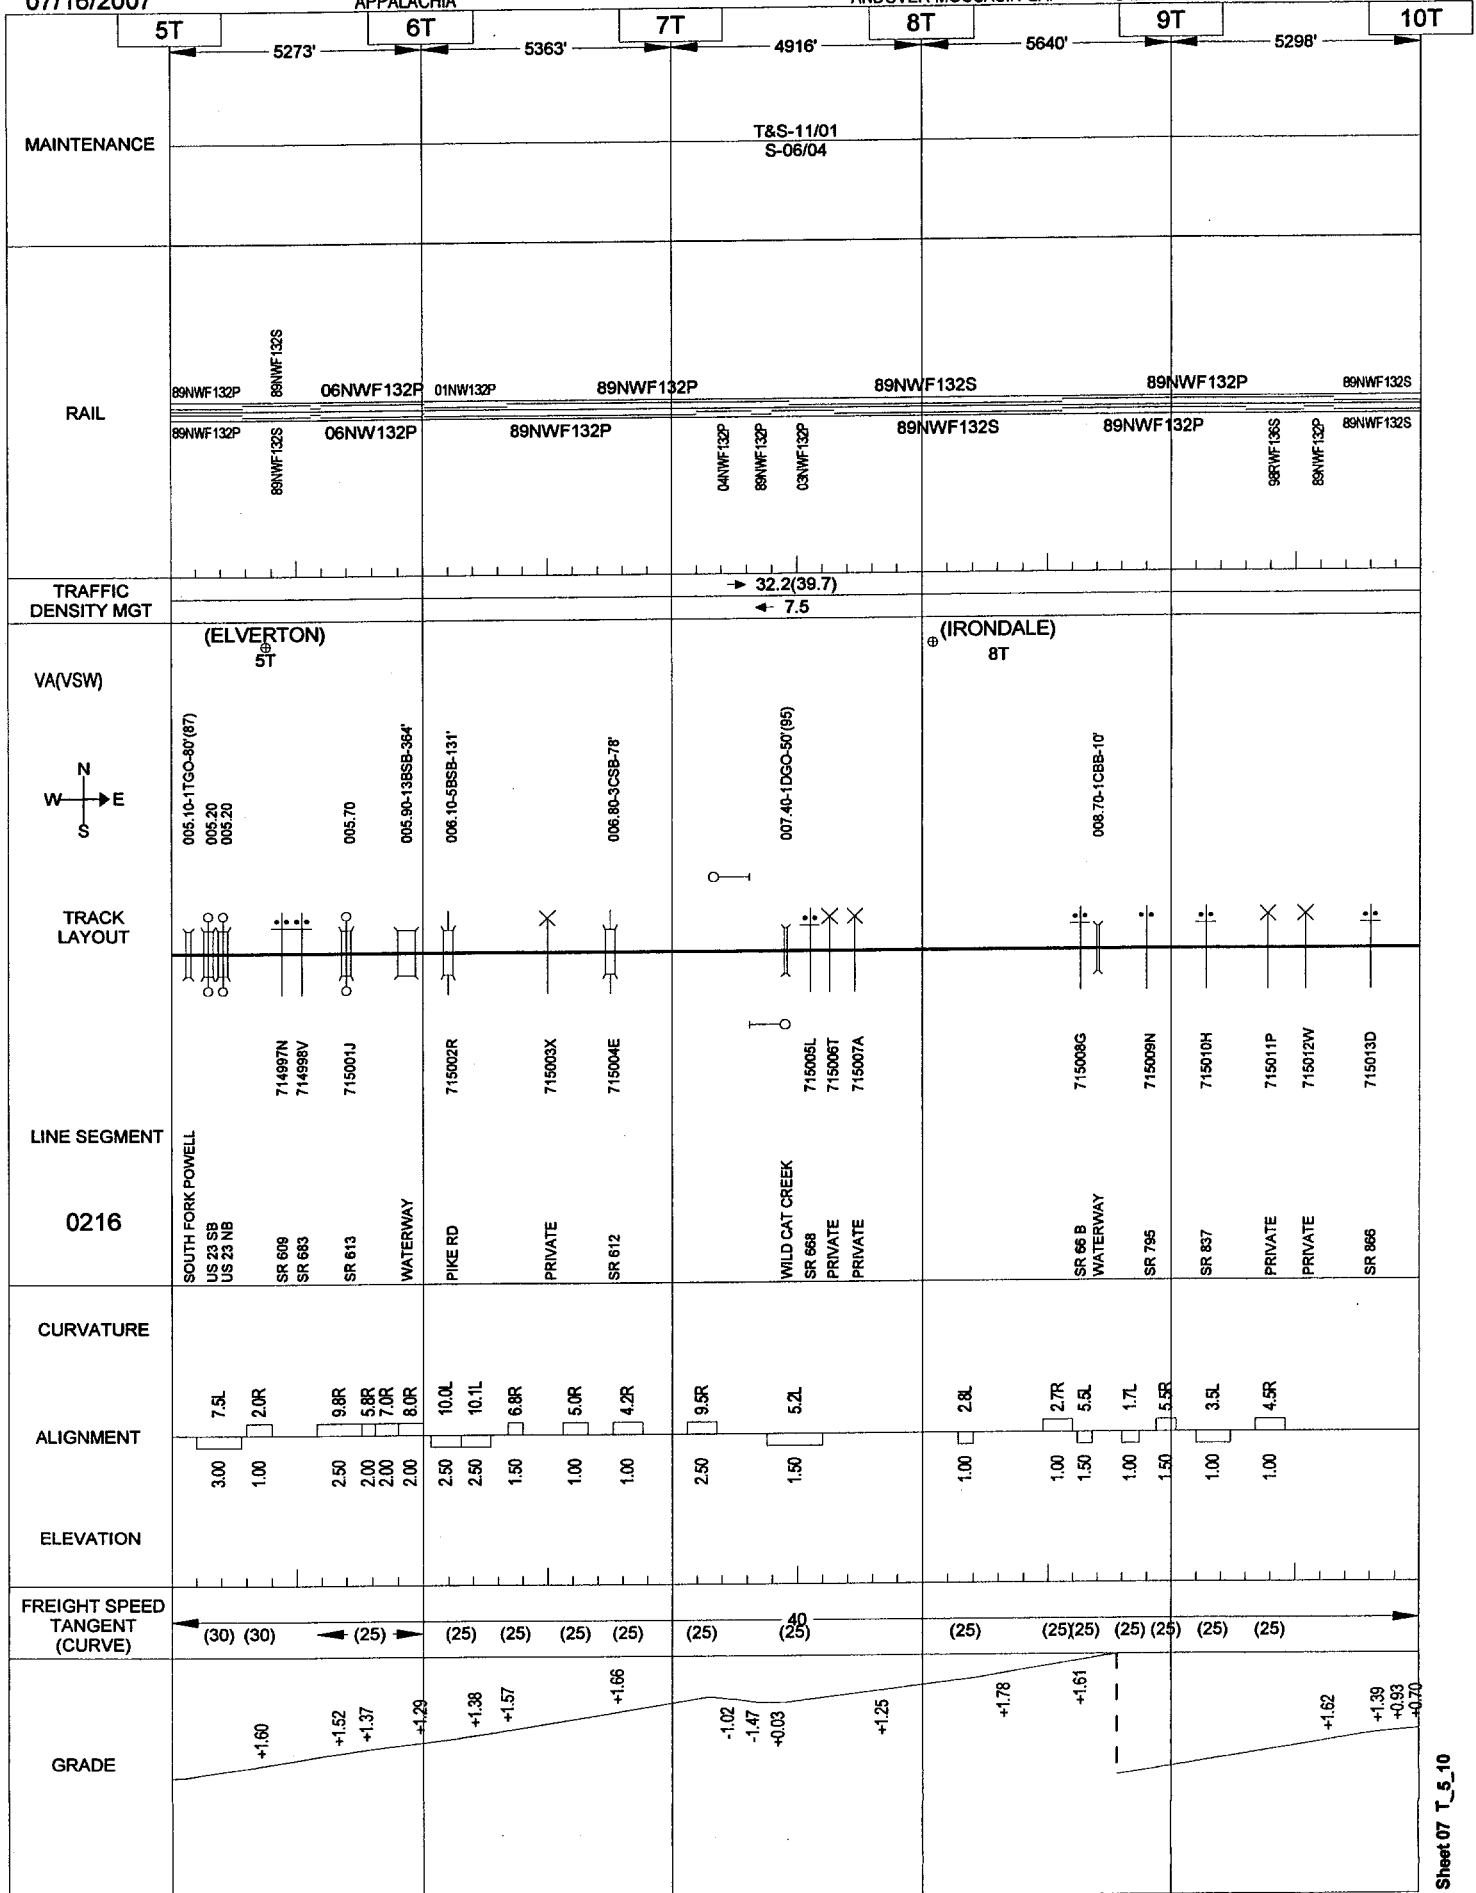 07/16/2007
APPALACHIA
5T 6T 7T 8T 9T 10T
5273' 5363' 4916' 5640' 5298'
MAINTENANCE
T&S-11/01
S-06/04
RAIL
89NWF132P 89NWF132S 06NWF132P 01NW132P 89NWF132P 89NWF132S 89NWF132P 89NWF132S
89NWF132P 89NWF132S 06NW132P 89NWF132P 04NWF132P 89NWF132P 03NWF132P 89NWF132S 89NWF132P 98RWF136S 89NWF132P 89NWF132S
TRAFFIC
DENSITY MGT
32.2(39.7)
7.5
(ELVERTON)
5T
(IRONDALE)
8T
VA(VSW)
N
W E
S
005.10-1TGO-80'(87)
005.20
005.20
005.70
005.90-13BSB-364'
006.10-5BSB-131'
006.80-3CSB-78'
007.40-1DGO-50'(95)
008.70-1CBB-10'
TRACK
LAYOUT
714997N
714998V
715001J
715002R
715003X
715004E
715005L
715006T
715007A
715008G
715009N
715010H
715011P
715012W
715013D
LINE SEGMENT
0216
SOUTH FORK POWELL
US 23 SB
US 23 NB
SR 609
SR 683
SR 613
WATERWAY
PIKE RD
PRIVATE
SR 612
WILD CAT CREEK
SR 668
PRIVATE
PRIVATE
SR 66 B
WATERWAY
SR 795
SR 837
PRIVATE
PRIVATE
SR 866
CURVATURE
7.5L 2.0R 9.8R 5.8R 7.0R 8.0R 10.0L 10.1L 6.8R 5.0R 4.2R 9.5R 5.2L 2.8L 2.7R 5.5L 1.7L 5.5R 3.5L 4.5R
ALIGNMENT
3.00 1.00 2.50 2.00 2.00 2.00 2.50 2.50 1.50 1.00 1.00 2.50 1.50 1.00 1.00 1.50 1.00 1.50 1.00 1.00
ELEVATION
FREIGHT SPEED
TANGENT
(CURVE)
40
(30) (30) (25) (25) (25) (25) (25) (25) (25) (25) (25) (25) (25) (25) (25) (25)
GRADE
+1.60 +1.52 +1.37 +1.29 +1.38 +1.57 +1.66 -1.02 -1.47 +0.03 +1.25 +1.78 +1.61 +1.62 +1.39 +0.93 +0.70
Sheet 07 T_5_10